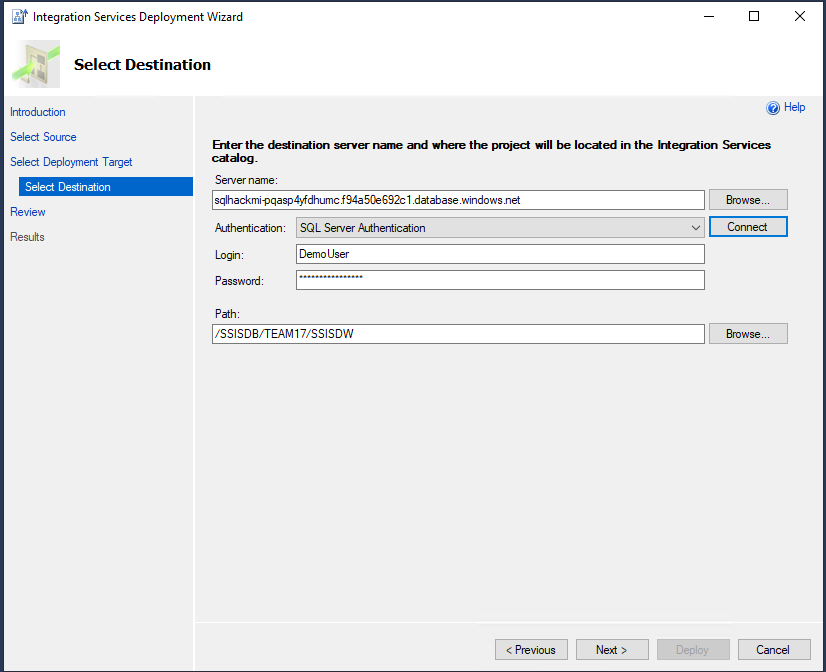 Integration Services Deployment Wizard
Select Destination
Introduction
Select Source
Select Deployment Target
Select Destination
Review
Results
Help
Enter the destination server name and where the project will be located in the Integration Services
catalog.
Server name:
sqlhackmi-pqasp4yfdhumc.f94a50e692c1.database.windows.net
Browse...
Authentication:
SQL Server Authentication
Connect
Login:
DemoUser
Password:
****************
Path:
/SSISDB/TEAM17/SSISDW
Browse...
< Previous
Next >
Deploy
Cancel